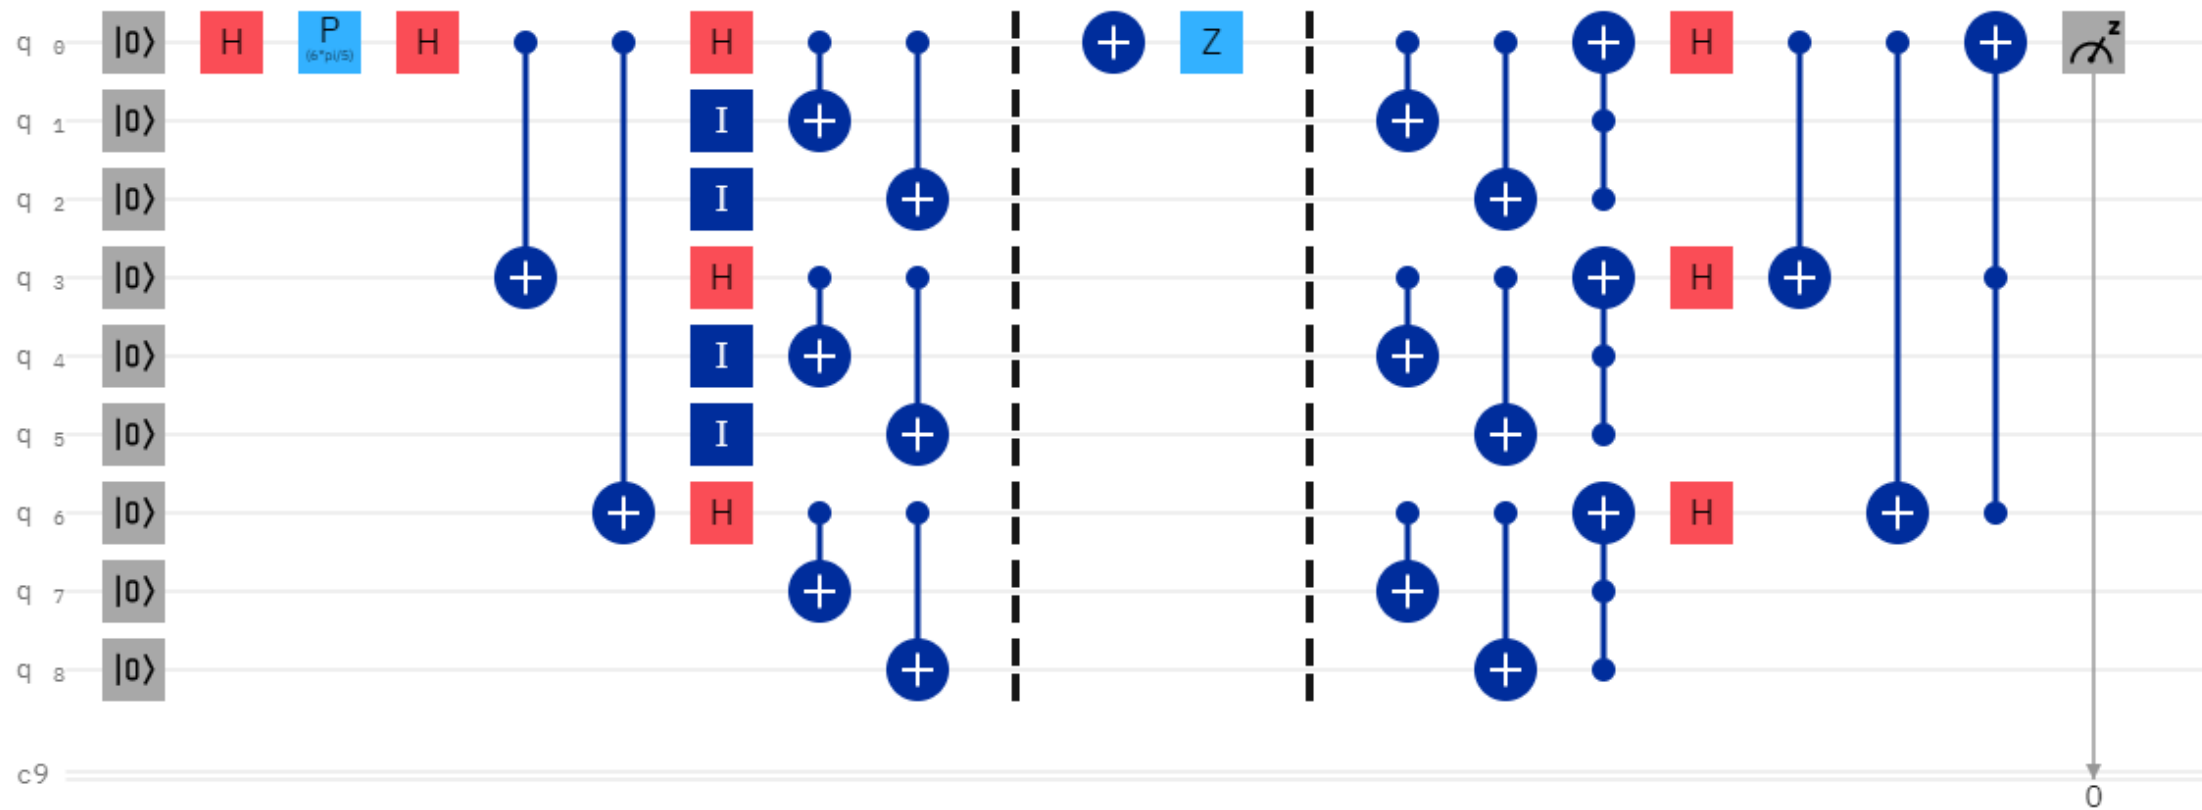 q 0 |0⟩ H P H H Z H z
(6*pi/5)
q 1 |0⟩ I
q 2 |0⟩ I
q 3 |0⟩ H H
q 4 |0⟩ I
q 5 |0⟩ I
q 6 |0⟩ H H
q 7 |0⟩
q 8 |0⟩
c9
0